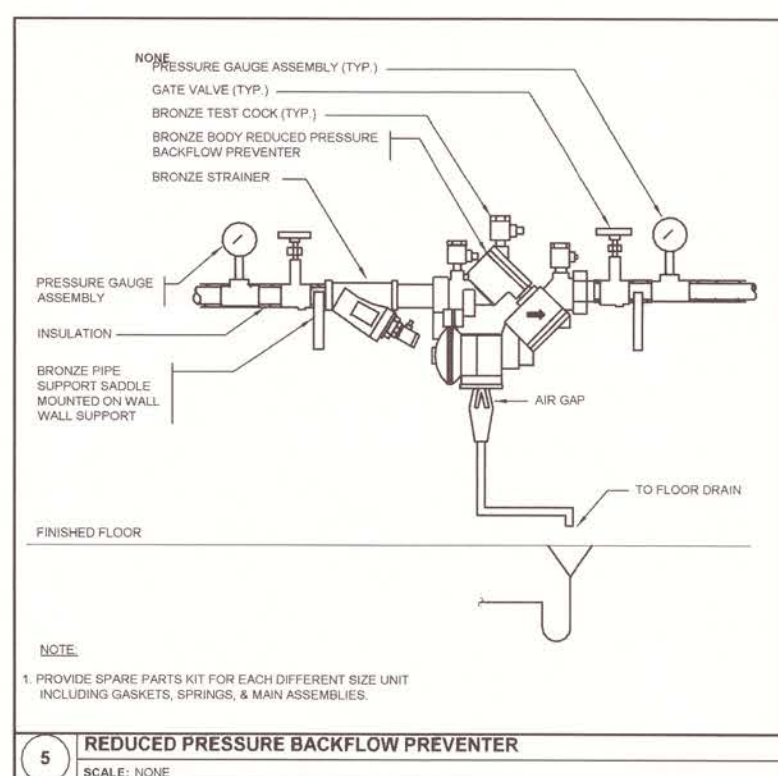 NONE
PRESSURE GAUGE ASSEMBLY (TYP.)
GATE VALVE (TYP.)
BRONZE TEST COCK (TYP.)
BRONZE BODY REDUCED PRESSURE
BACKFLOW PREVENTER
BRONZE STRAINER
PRESSURE GAUGE
ASSEMBLY
INSULATION
BRONZE PIPE
SUPPORT SADDLE
MOUNTED ON WALL
WALL SUPPORT
AIR GAP
TO FLOOR DRAIN
FINISHED FLOOR
NOTE:
1. PROVIDE SPARE PARTS KIT FOR EACH DIFFERENT SIZE UNIT
INCLUDING GASKETS, SPRINGS, & MAIN ASSEMBLIES.
5
REDUCED PRESSURE BACKFLOW PREVENTER
SCALE: NONE